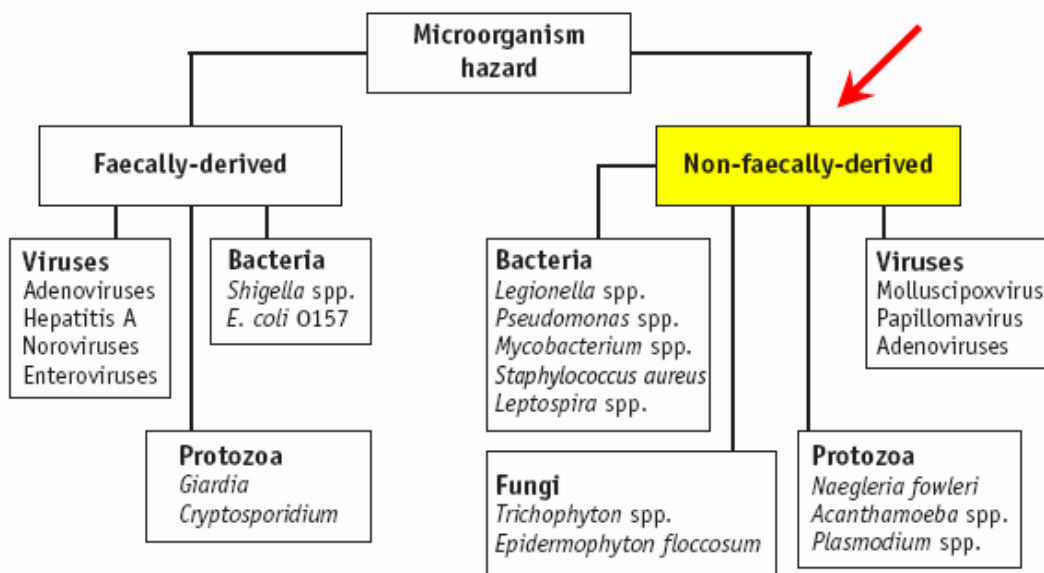 Microorganism
hazard
Faecally-derived
Non-faecally-derived
Viruses
Adenoviruses
Hepatitis A
Noroviruses
Enteroviruses
Bacteria
Shigella spp.
E. coli O157
Protozoa
Giardia
Cryptosporidium
Bacteria
Legionella spp.
Pseudomonas spp.
Mycobacterium spp.
Staphylococcus aureus
Leptospira spp.
Fungi
Trichophyton spp.
Epidermophyton floccosum
Viruses
Molluscipoxvirus
Papillomavirus
Adenoviruses
Protozoa
Naegleria fowleri
Acanthamoeba spp.
Plasmodium spp.